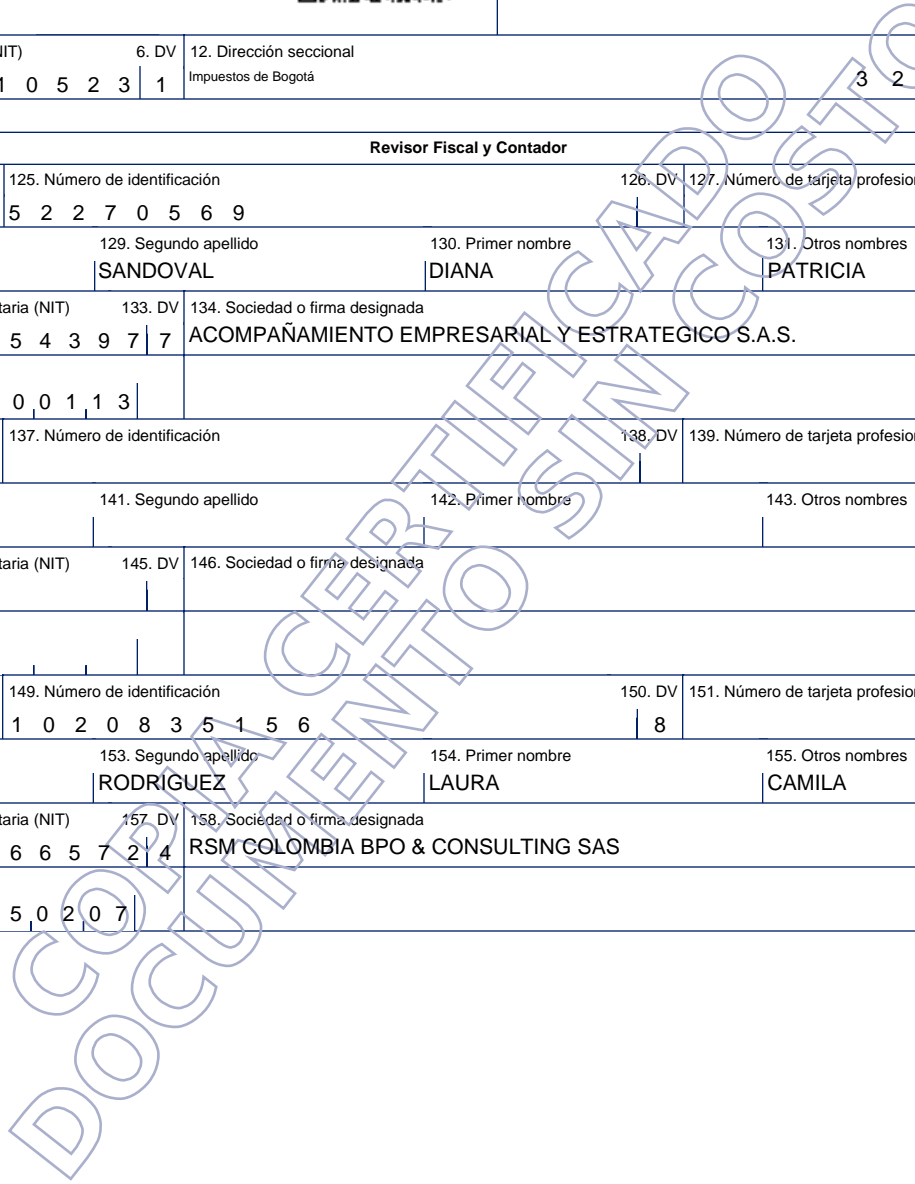 IIT) 6. DV 12. Dirección seccional
1 0 5 2 3 1 Impuestos de Bogotá 3 2
Revisor Fiscal y Contador
125. Número de identificación 126. DV 127. Número de tarjeta profesion
5 2 2 7 0 5 6 9
129. Segundo apellido 130. Primer nombre 131. Otros nombres
SANDOVAL DIANA PATRICIA
taria (NIT) 133. DV 134. Sociedad o firma designada
5 4 3 9 7 7 ACOMPAÑAMIENTO EMPRESARIAL Y ESTRATEGICO S.A.S.
0 0 1 1 3
137. Número de identificación 138. DV 139. Número de tarjeta profesion
141. Segundo apellido 142. Primer nombre 143. Otros nombres
taria (NIT) 145. DV 146. Sociedad o firma designada
149. Número de identificación 150. DV 151. Número de tarjeta profesion
1 0 2 0 8 3 5 1 5 6 8
153. Segundo apellido 154. Primer nombre 155. Otros nombres
RODRIGUEZ LAURA CAMILA
taria (NIT) 157. DV 158. Sociedad o firma designada
6 6 5 7 2 4 RSM COLOMBIA BPO & CONSULTING SAS
5 0 2 0 7
COPIA CERTIFICADO
DOCUMENTO SIN COSTO